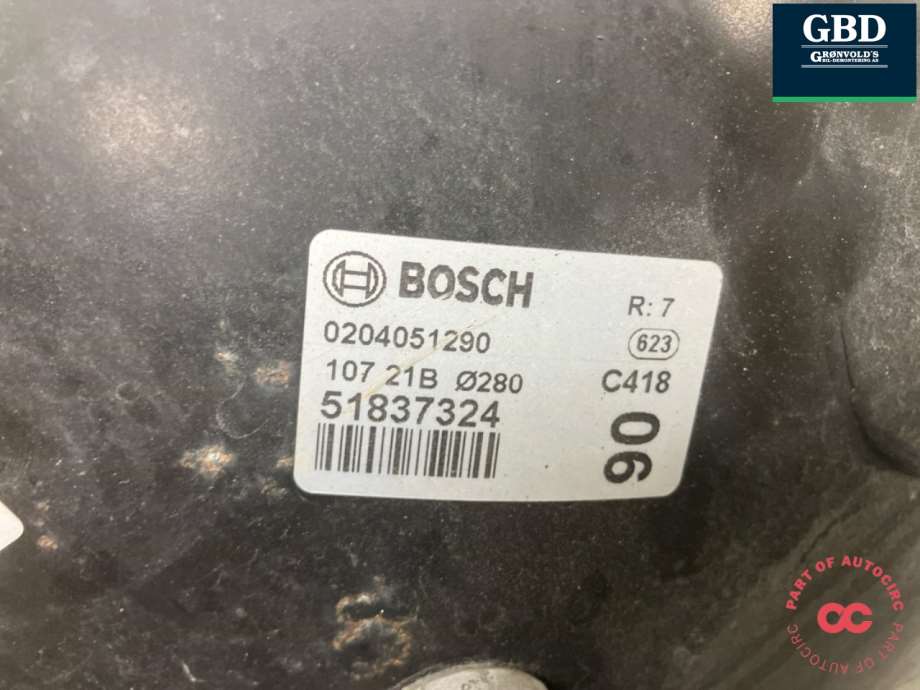 GBD
GRØNVOLD'S
BIL-DEMONTERING AS
BOSCH
R: 7
0204051290
623
107 21B Ø280
C418
51837324
90
PART OF AUTOCIRC
PART OF AUTOCIRC